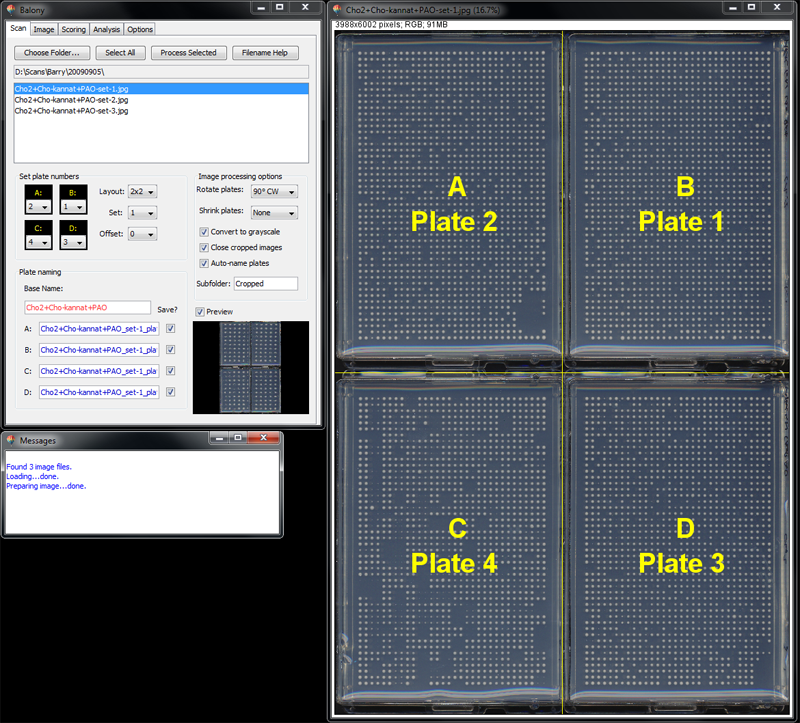 Balony
Scan Image Scoring Analysis Options
Choose Folder... Select All Process Selected Filename Help
D:\Scans\Barry\20090905\
Cho2+Cho-kannat+PAO-set-1.jpg
Cho2+Cho-kannat+PAO-set-2.jpg
Cho2+Cho-kannat+PAO-set-3.jpg
Set plate numbers
A: B:
2 1
C: D:
4 3
Layout: 2x2
Set: 1
Offset: 0
Image processing options
Rotate plates: 90° CW
Shrink plates: None
Convert to grayscale
Close cropped images
Auto-name plates
Subfolder: Cropped
Plate naming
Base Name:
Cho2+Cho-kannat+PAO Save?
A: Cho2+Cho-kannat+PAO_set-1_pla
B: Cho2+Cho-kannat+PAO_set-1_pla
C: Cho2+Cho-kannat+PAO_set-1_pla
D: Cho2+Cho-kannat+PAO_set-1_pla
Preview
Messages
Found 3 image files.
Loading...done.
Preparing image...done.
Cho2+Cho-kannat+PAO-set-1.jpg (16.7%)
3988x6002 pixels; RGB; 91MB
A
Plate 2
B
Plate 1
C
Plate 4
D
Plate 3